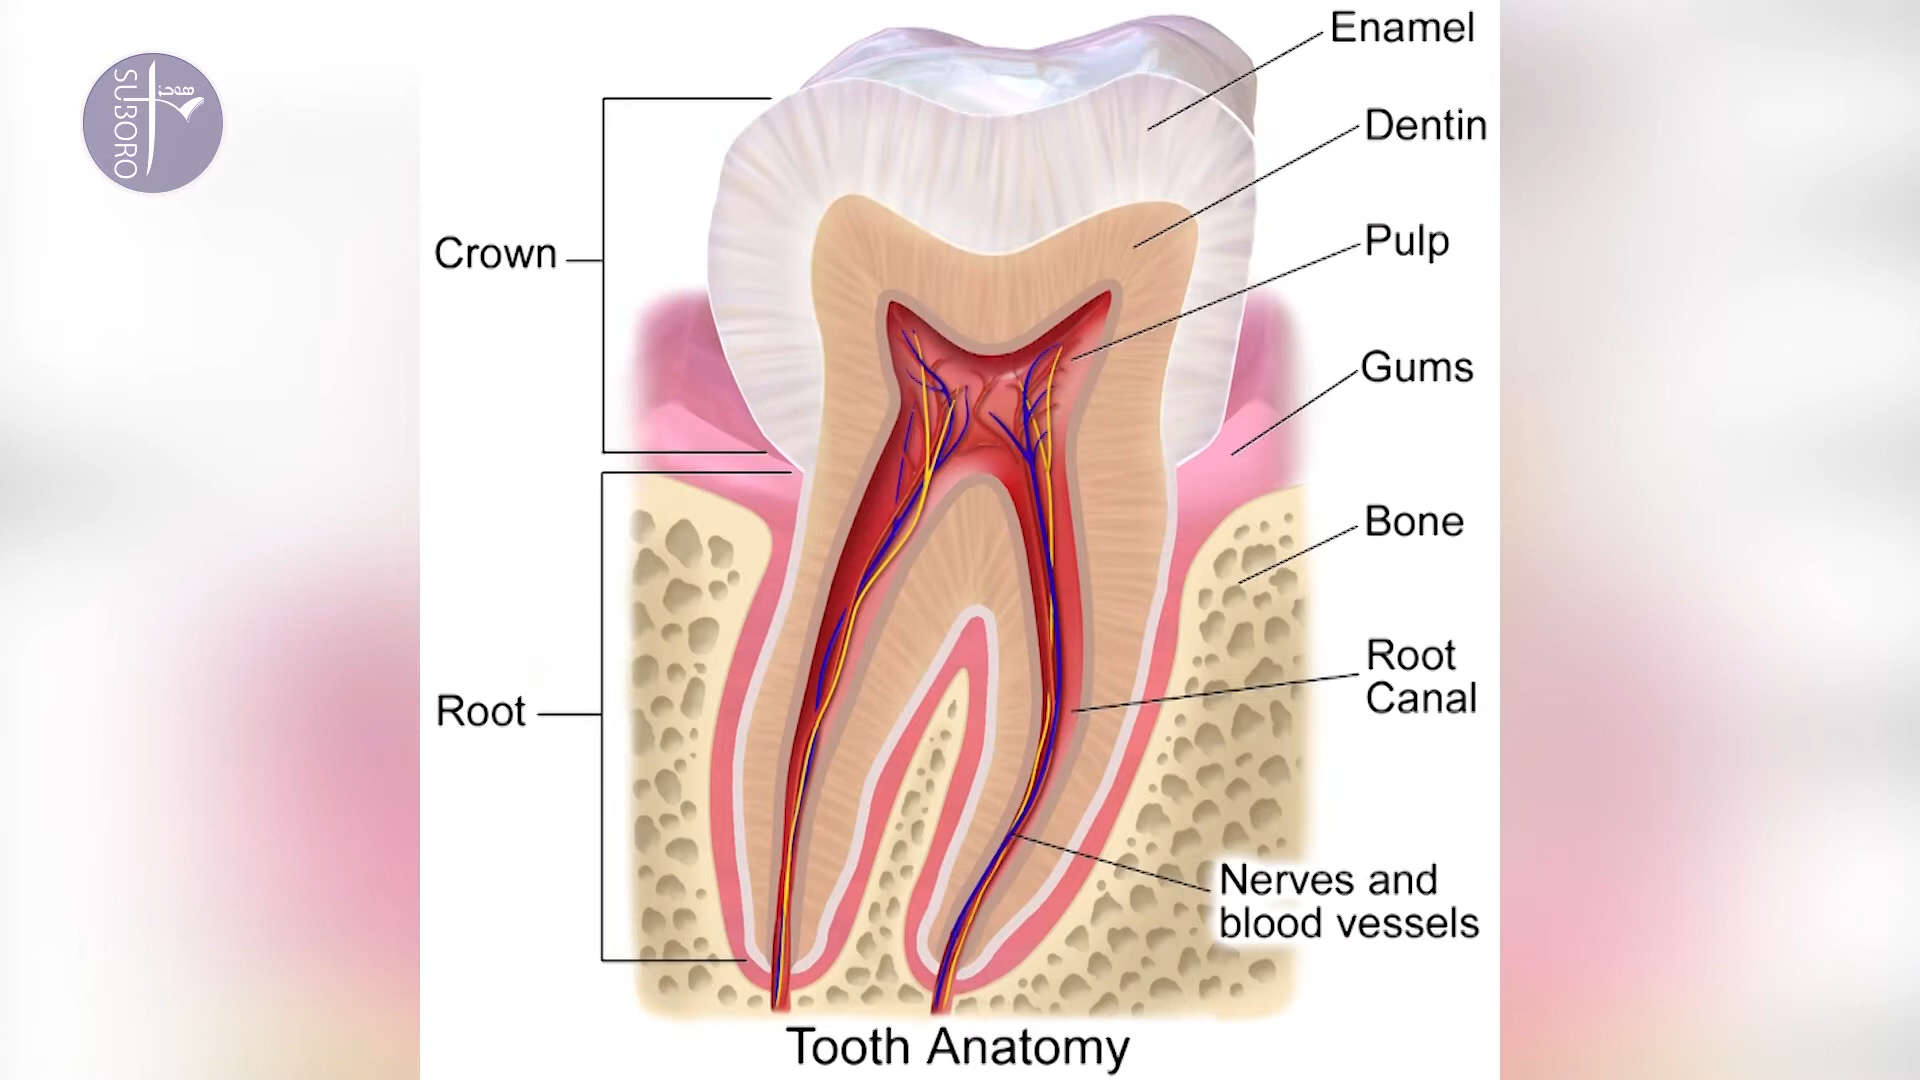 SUBORO
Enamel
Dentin
Pulp
Gums
Bone
Root
Canal
Nerves and
blood vessels
Crown
Root
Tooth Anatomy